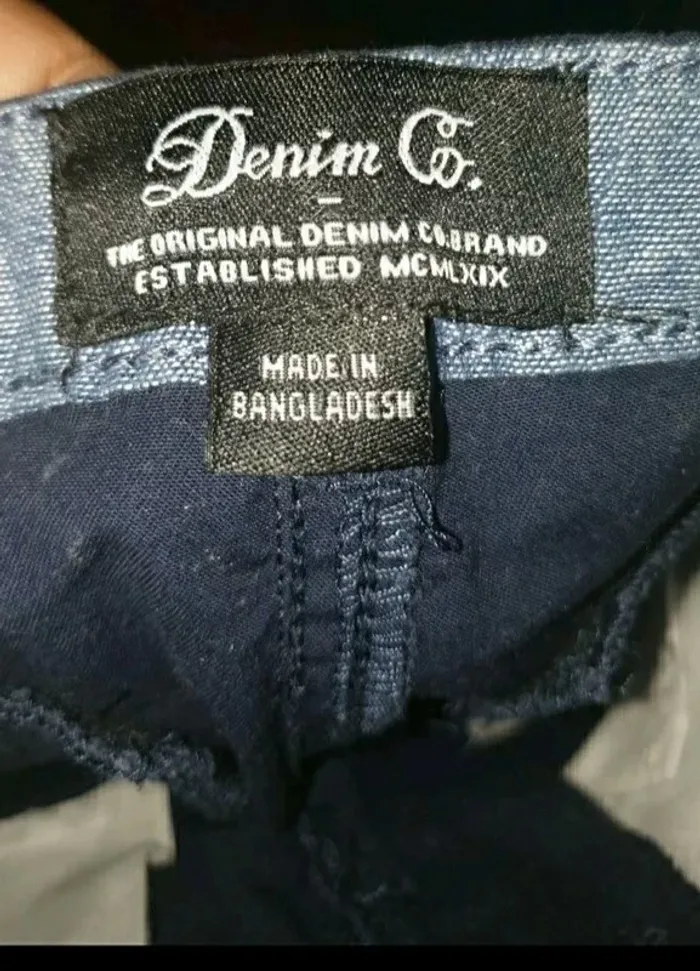 Denim Co.
THE ORIGINAL DENIM CO.BRAND
ESTABLISHED MCMLXIX
MADE IN
BANGLADESH